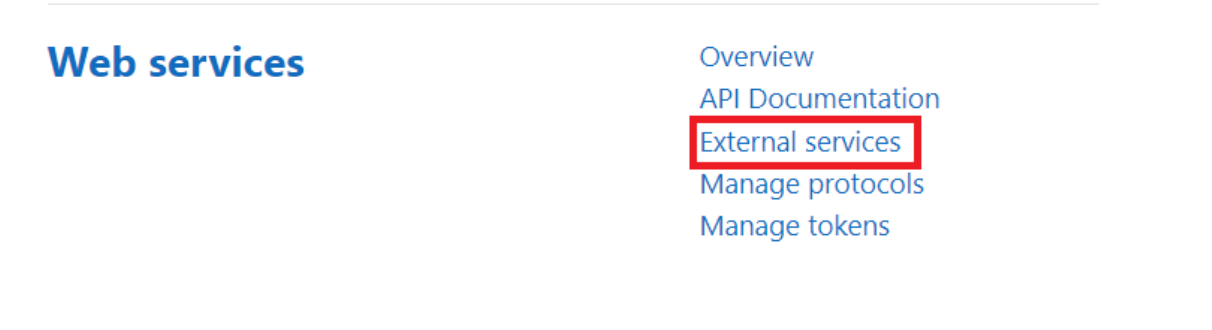 Web services
Overview
API Documentation
External services
Manage protocols
Manage tokens